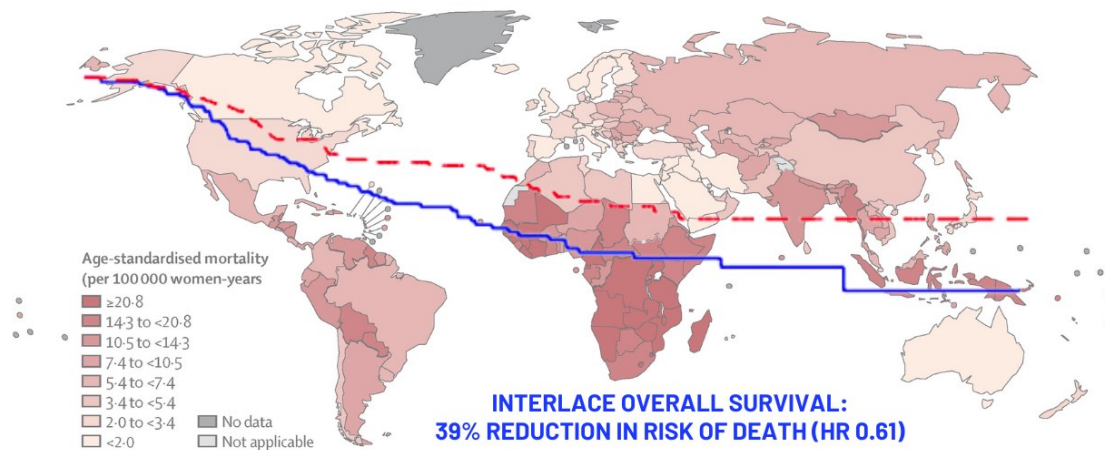 Age-standardised mortality
(per 100 000 women-years
≥20·8
14·3 to <20·8
10·5 to <14·3
7·4 to <10·5
5·4 to <7·4
3·4 to <5·4
2·0 to <3·4
<2·0
No data
Not applicable
INTERLACE OVERALL SURVIVAL:
39% REDUCTION IN RISK OF DEATH (HR 0.61)